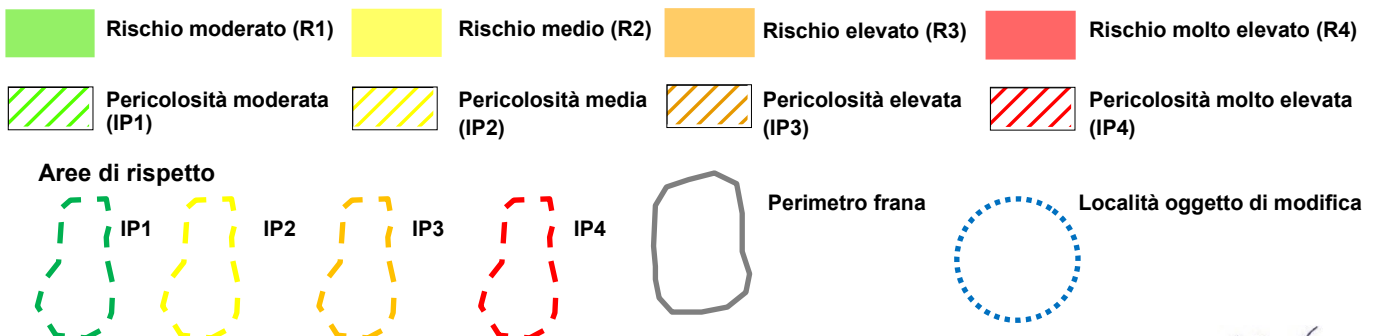 Rischio moderato (R1)
Rischio medio (R2)
Rischio elevato (R3)
Rischio molto elevato (R4)
Pericolosità moderata
(IP1)
Pericolosità media
(IP2)
Pericolosità elevata
(IP3)
Pericolosità molto elevata
(IP4)
Aree di rispetto
IP1
IP2
IP3
IP4
Perimetro frana
Località oggetto di modifica